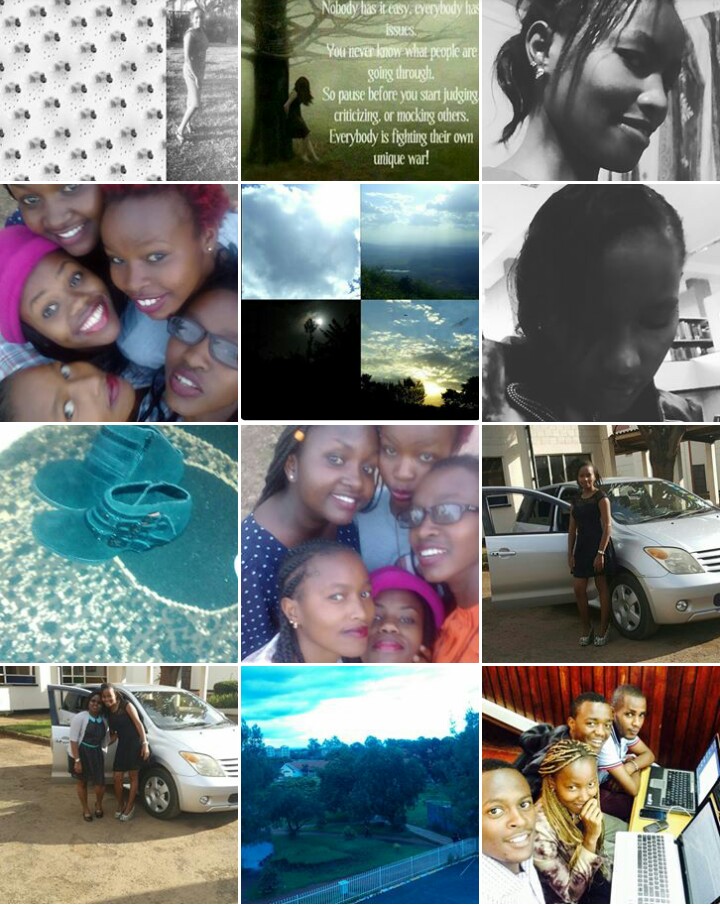 Nobody has it easy, everybody has
issues.
You never know what people are
going through.
So pause before you start judging,
criticizing, or mocking others.
Everybody is fighting their own
unique war!